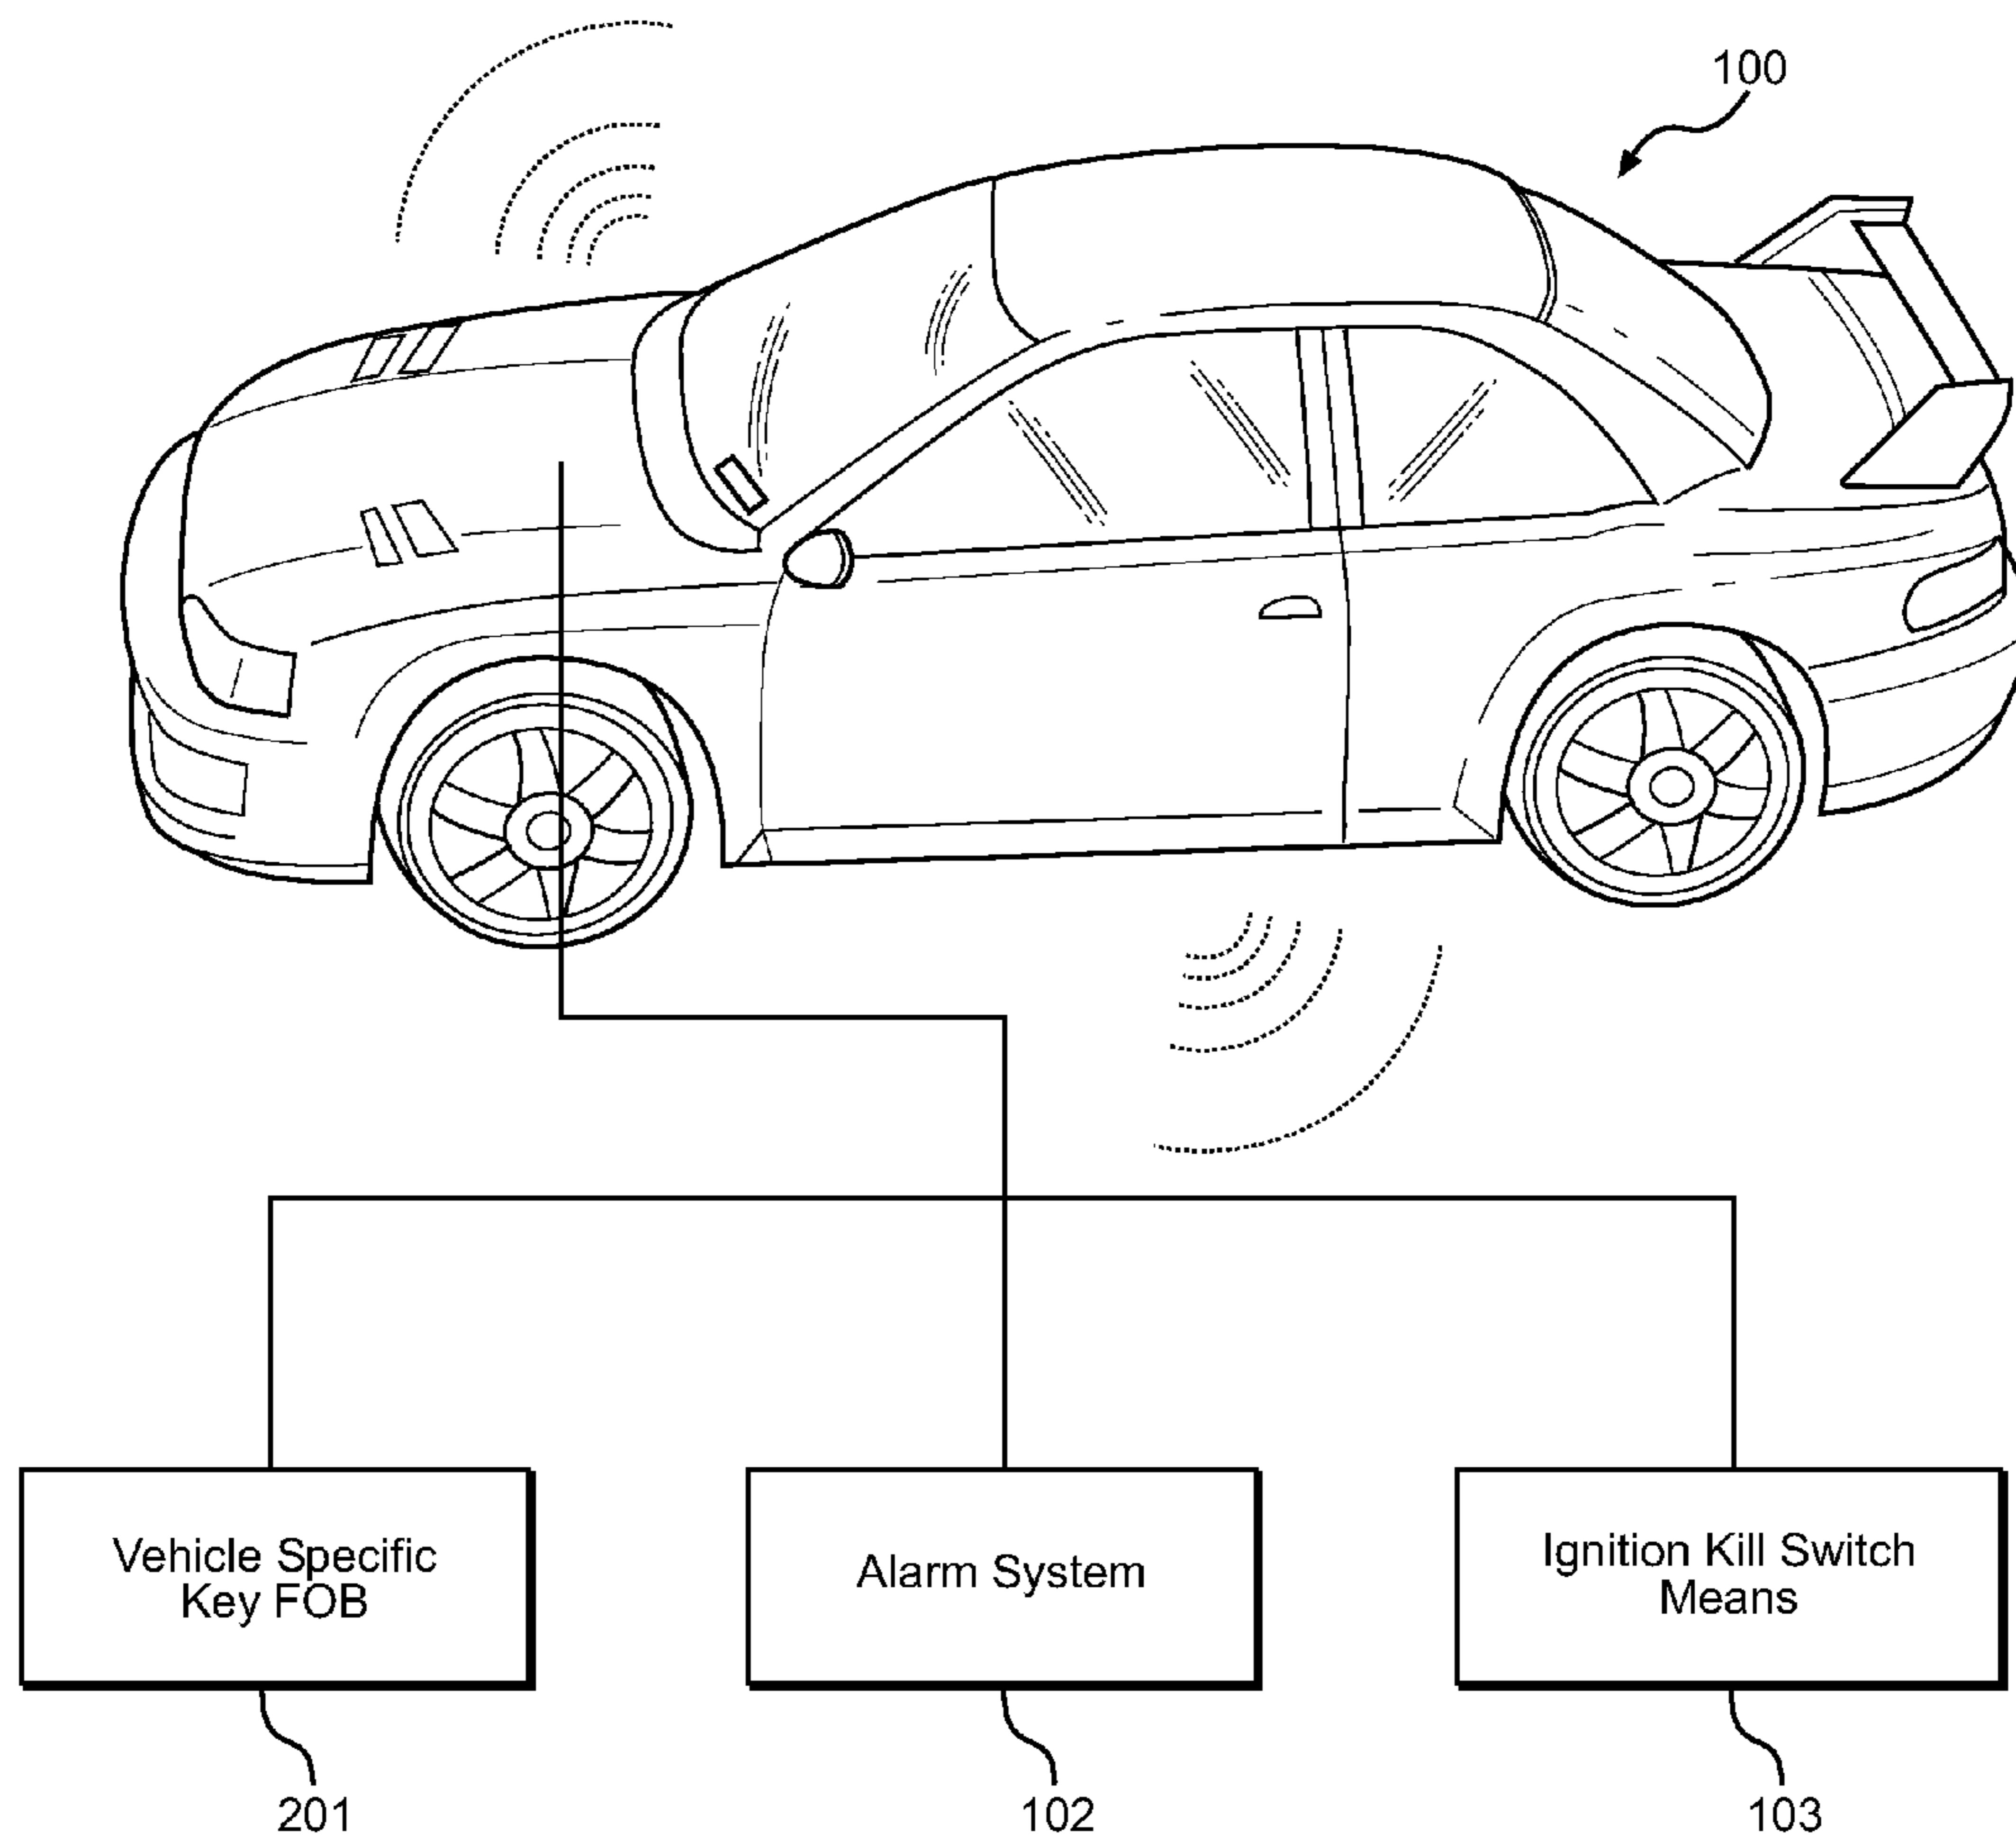 100
Vehicle Specific
Key FOB
Alarm System
Ignition Kill Switch
Means
201
102
103